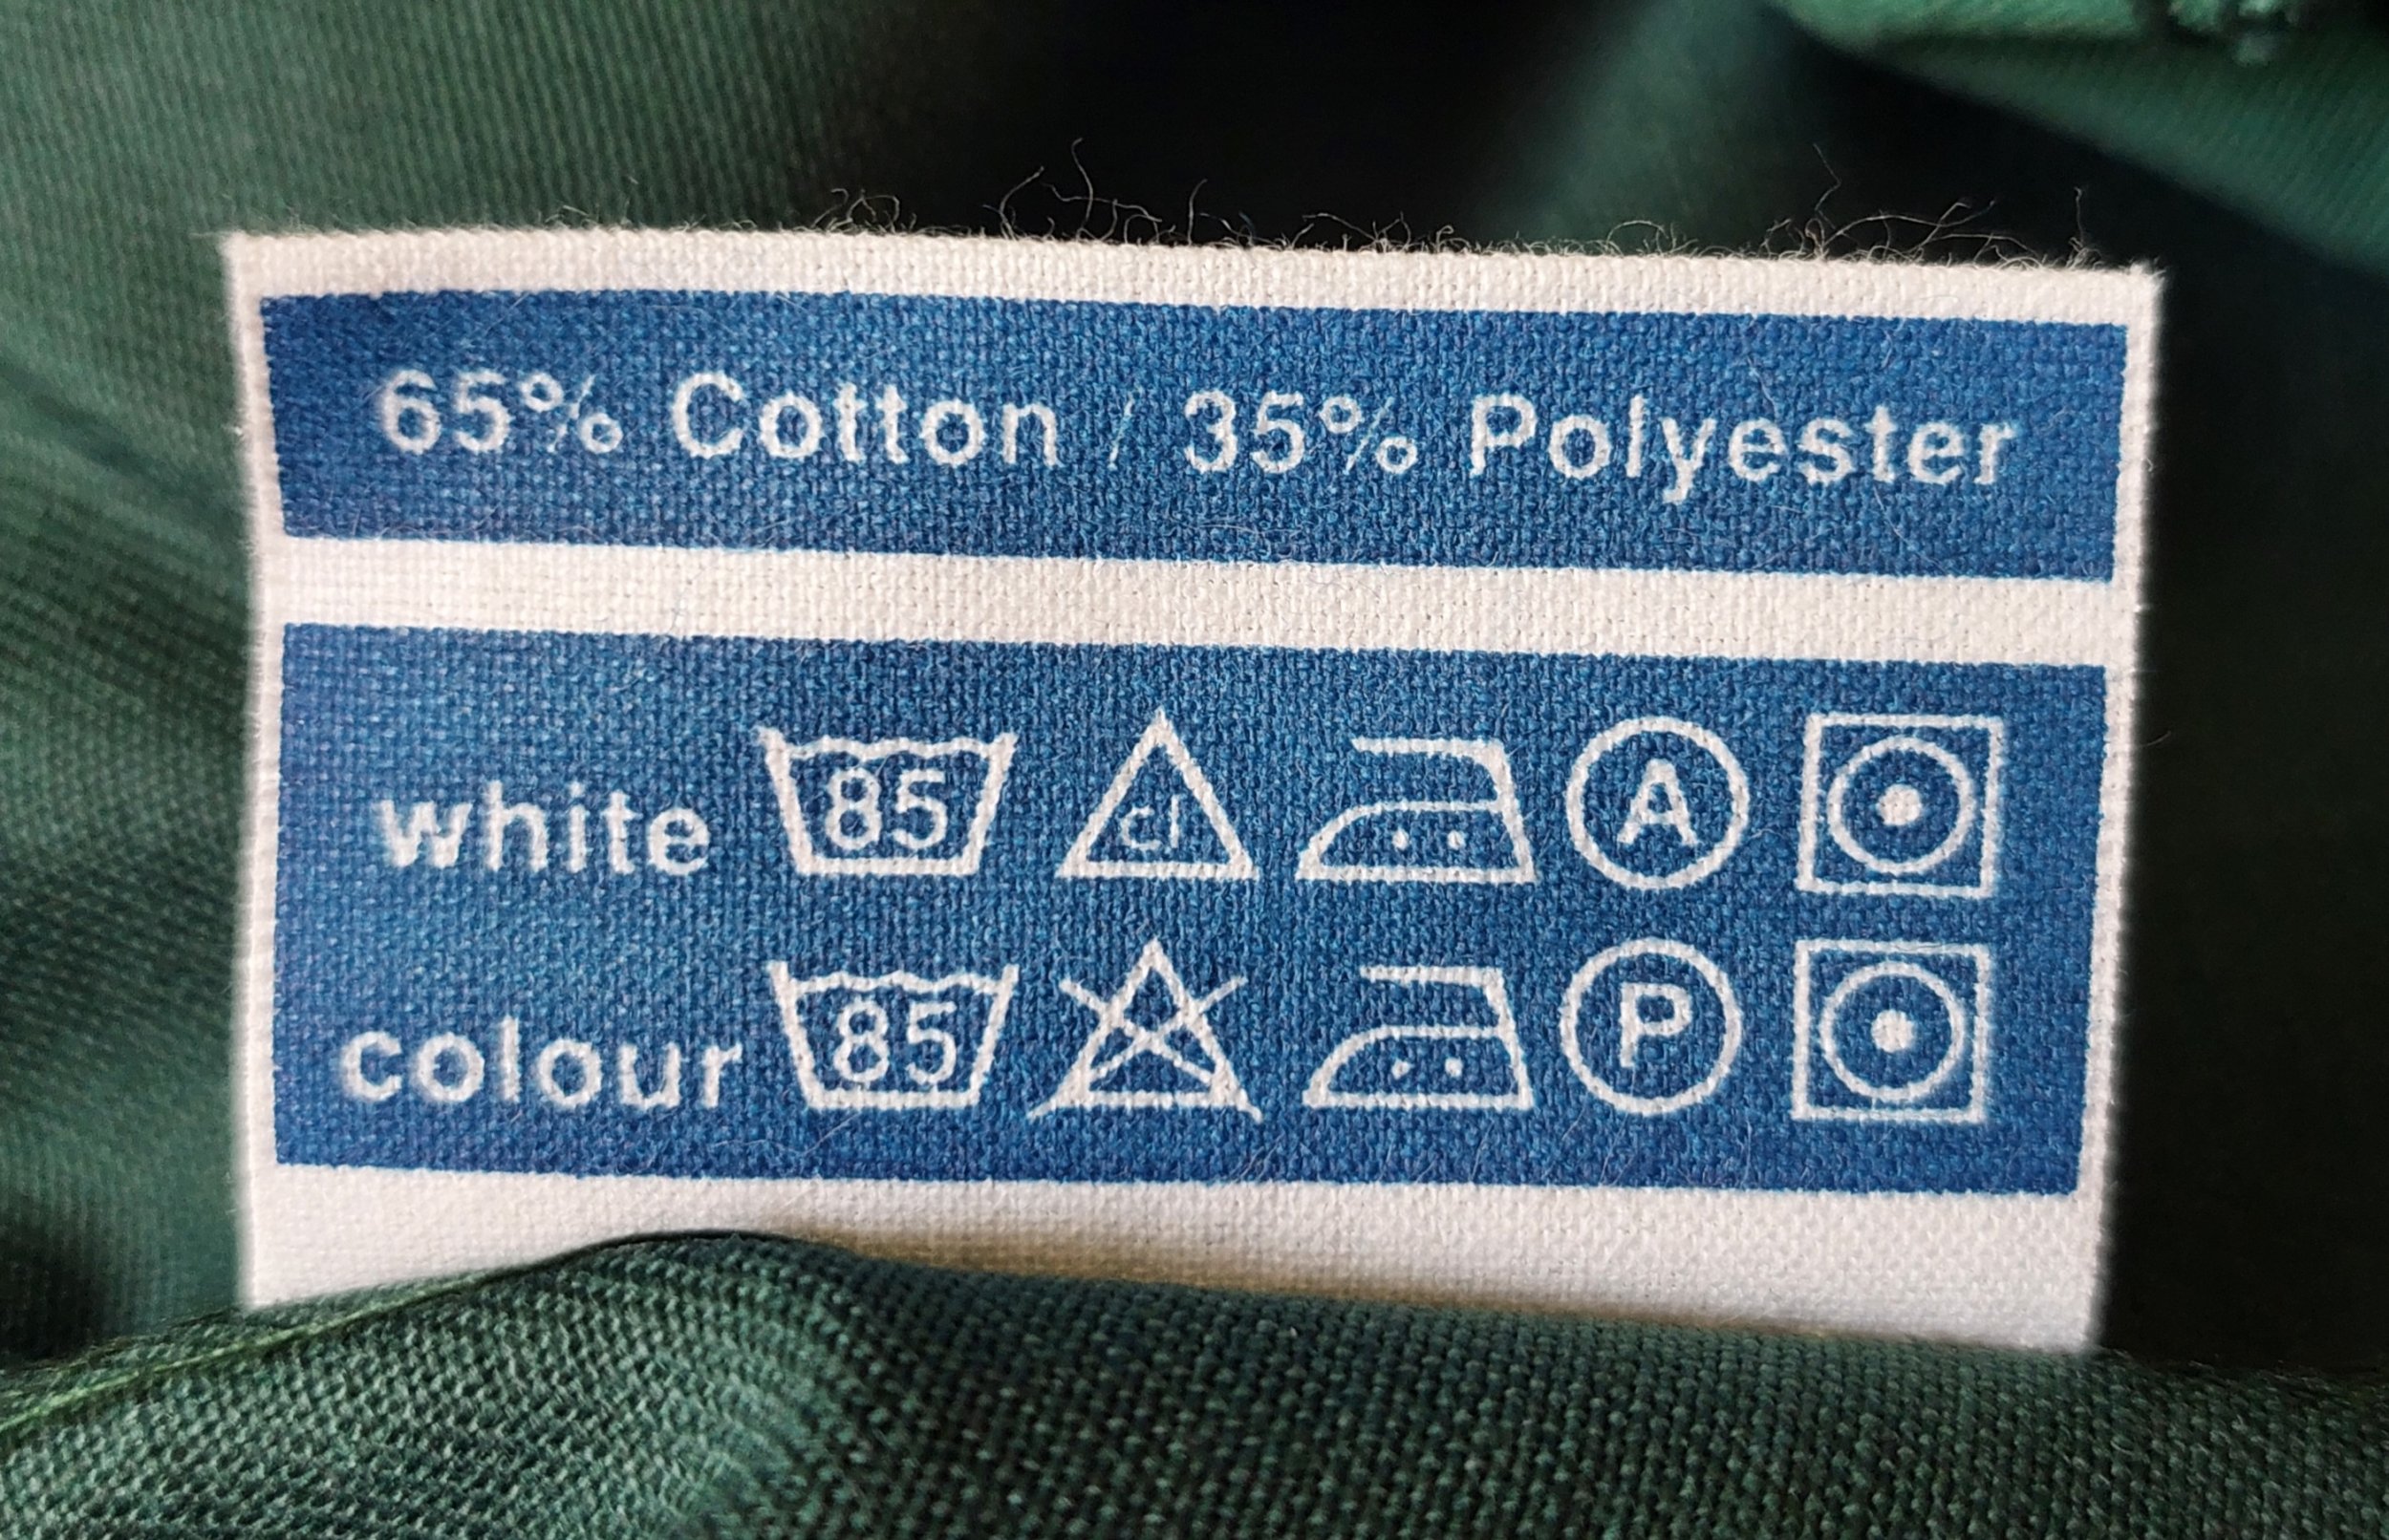 65% Cotton / 35% Polyester
white 85 cl A
colour 85 P